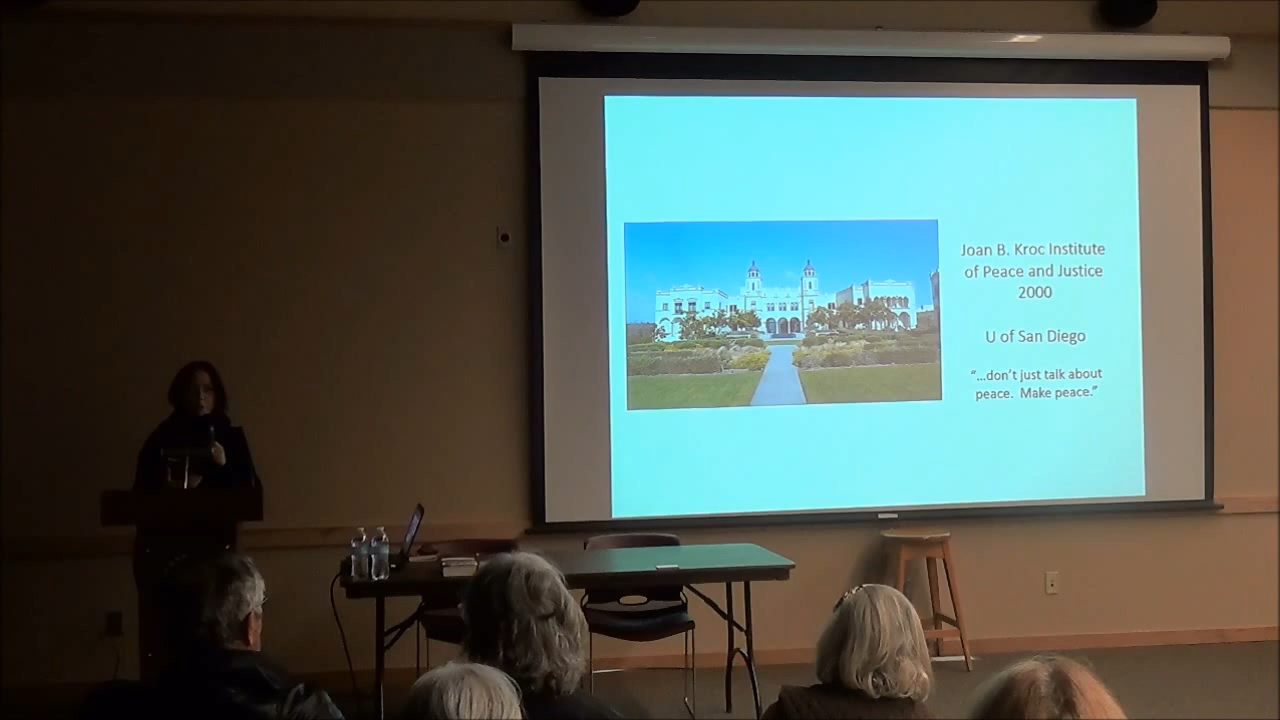 Joan B. Kroc Institute
of Peace and Justice
2000
U of San Diego
"...don't just talk about
peace.  Make peace."